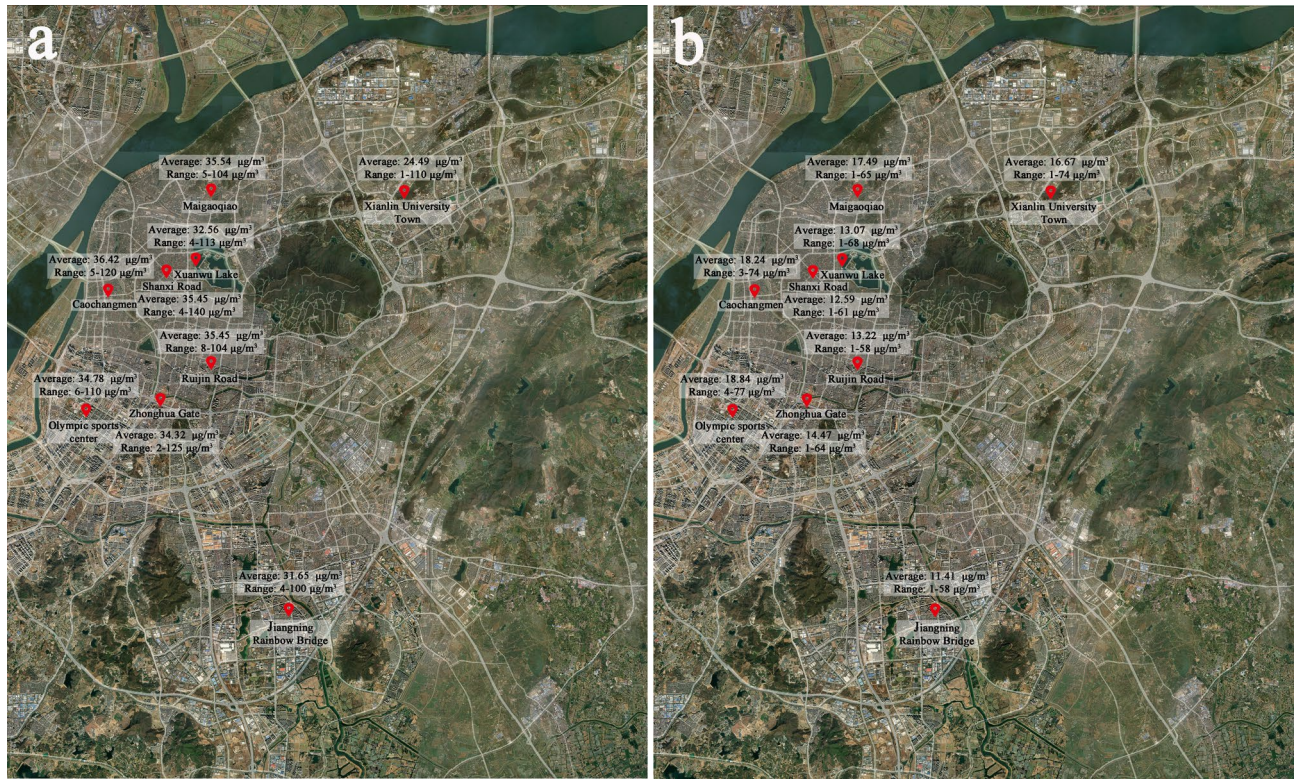 a
Average: 35.54 μg/m³
Range: 5-104 μg/m³
Maigaoqiao
Average: 24.49 μg/m³
Range: 1-110 μg/m³
Xianlin University
Town
Average: 32.56 μg/m³
Range: 4-113 μg/m³
Xuanwu Lake
Average: 36.42 μg/m³
Range: 5-120 μg/m³
Caochangmen
Shanxi Road
Average: 35.45 μg/m³
Range: 4-140 μg/m³
Average: 35.45 μg/m³
Range: 8-104 μg/m³
Ruijin Road
Average: 34.78 μg/m³
Range: 6-110 μg/m³
Olympic sports
center
Zhonghua Gate
Average: 34.32 μg/m³
Range: 2-125 μg/m³
Average: 31.65 μg/m³
Range: 4-100 μg/m³
Jiangning
Rainbow Bridge
b
Average: 17.49 μg/m³
Range: 1-65 μg/m³
Maigaoqiao
Average: 16.67 μg/m³
Range: 1-74 μg/m³
Xianlin University
Town
Average: 13.07 μg/m³
Range: 1-68 μg/m³
Xuanwu Lake
Average: 18.24 μg/m³
Range: 3-74 μg/m³
Caochangmen
Shanxi Road
Average: 12.59 μg/m³
Range: 1-61 μg/m³
Average: 13.22 μg/m³
Range: 1-58 μg/m³
Ruijin Road
Average: 18.84 μg/m³
Range: 4-77 μg/m³
Olympic sports
center
Zhonghua Gate
Average: 14.47 μg/m³
Range: 1-64 μg/m³
Average: 11.41 μg/m³
Range: 1-58 μg/m³
Jiangning
Rainbow Bridge